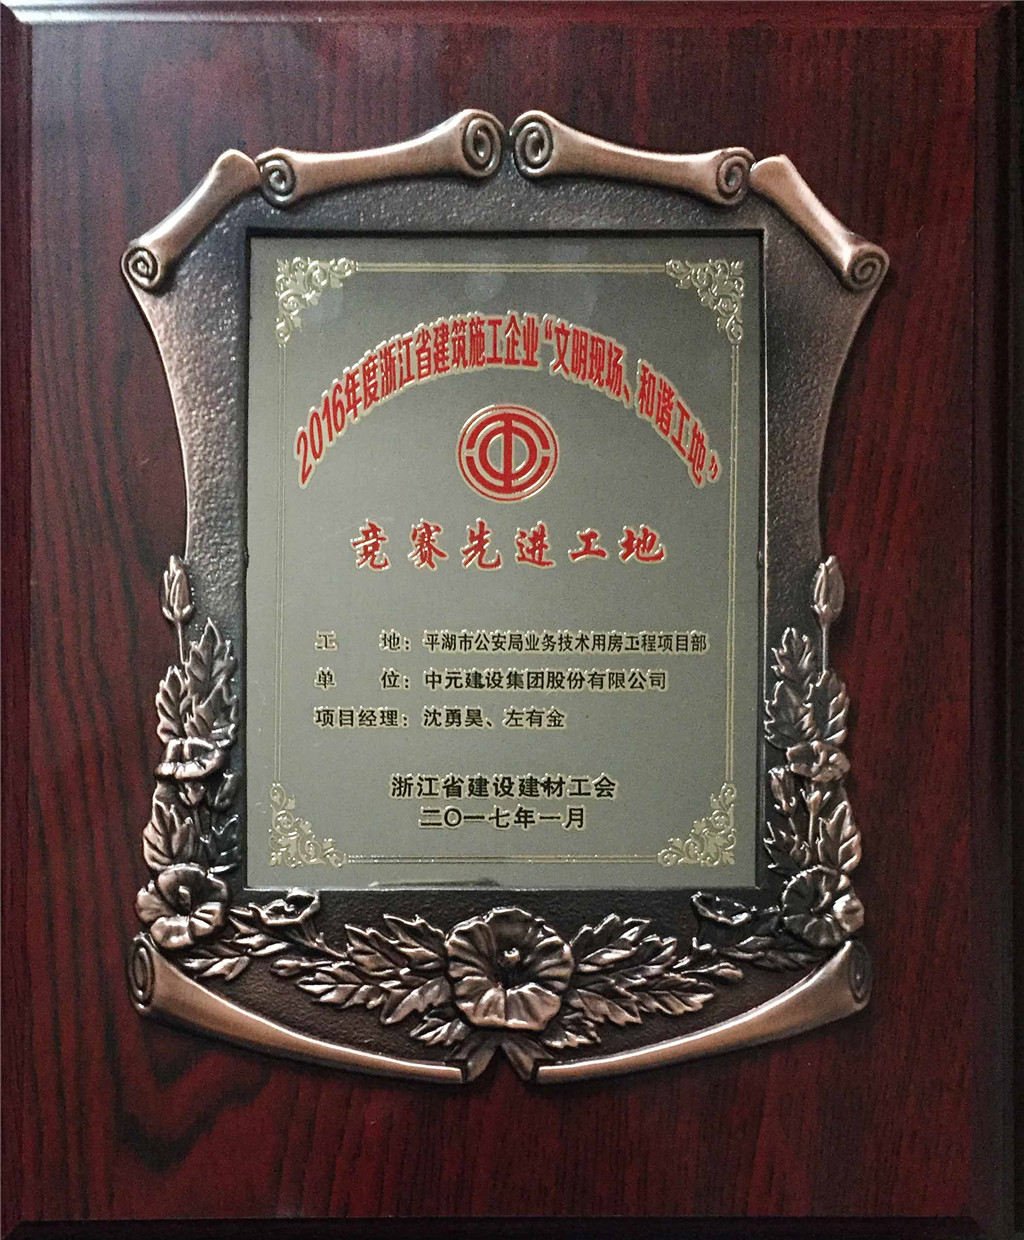 2016年度浙江省建筑施工企业“文明现场、和谐工地”
竞赛先进工地
工 地：平湖市公安局业务技术用房工程项目部
单 位：中元建设集团股份有限公司
项目经理：沈勇昊、左有金
浙江省建设建材工会
二〇一七年一月